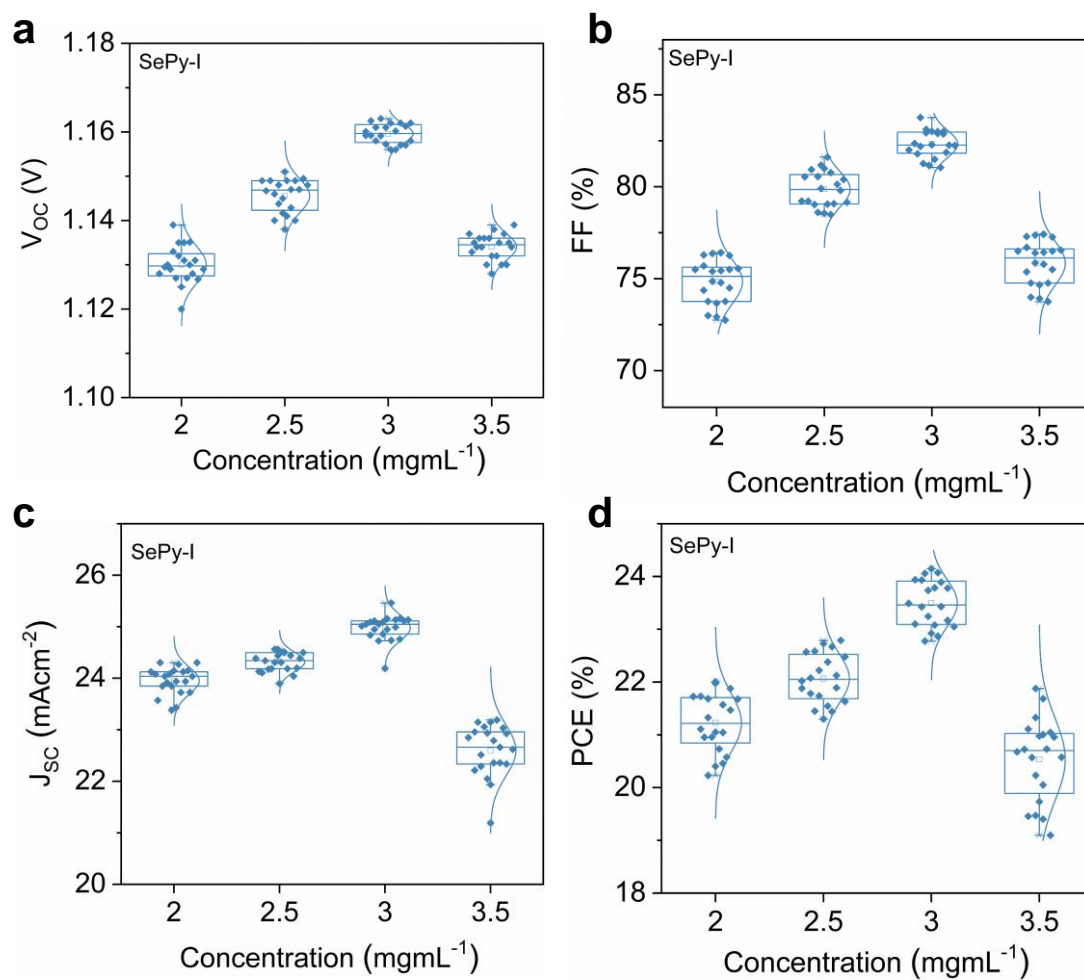 a
1.18
1.16
1.14
1.12
1.10
V_OC (V)
SePy-I
2 2.5 3 3.5
Concentration (mgmL⁻¹)
b
85
80
75
70
FF (%)
SePy-I
2 2.5 3 3.5
Concentration (mgmL⁻¹)
c
26
24
22
20
J_SC (mAcm⁻²)
SePy-I
2 2.5 3 3.5
Concentration (mgmL⁻¹)
d
24
22
20
18
PCE (%)
SePy-I
2 2.5 3 3.5
Concentration (mgmL⁻¹)